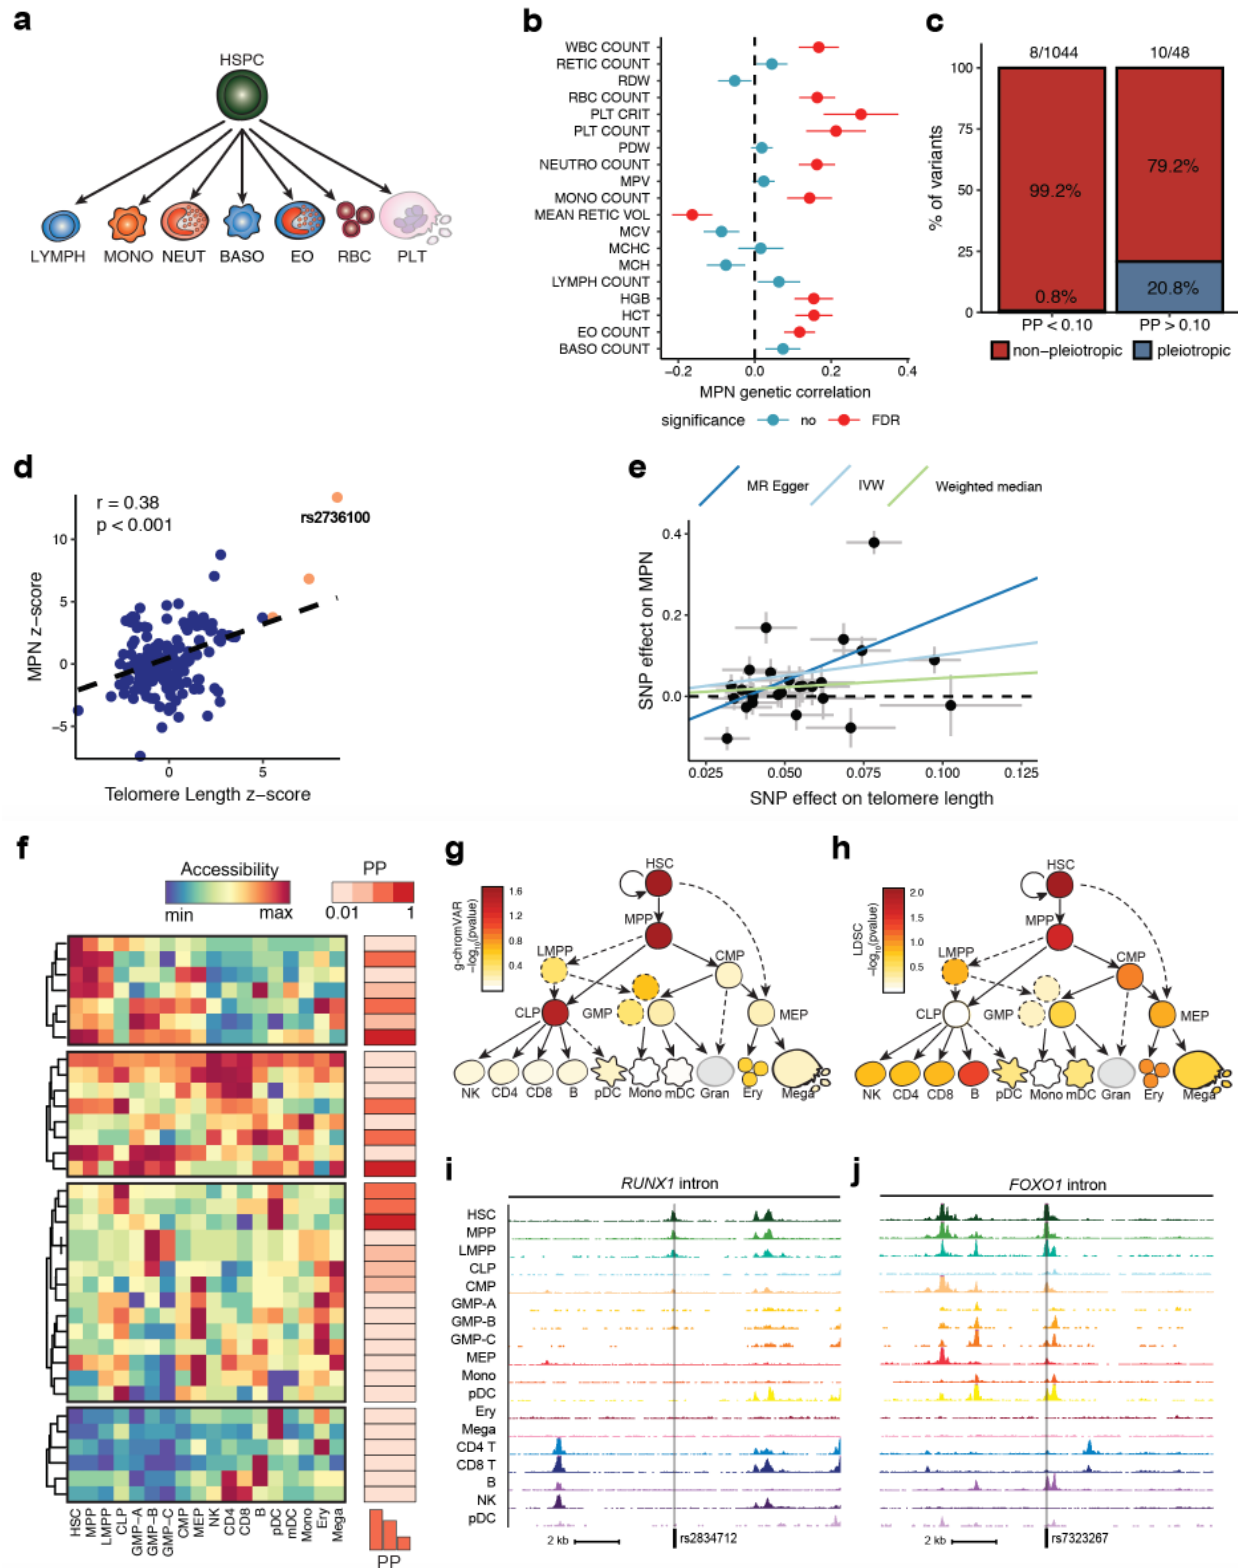 a
HSPC
LYMPH MONO NEUT BASO EO RBC PLT
b
WBC COUNT
RETIC COUNT
RDW
RBC COUNT
PLT CRIT
PLT COUNT
PDW
NEUTRO COUNT
MPV
MONO COUNT
MEAN RETIC VOL
MCV
MCHC
MCH
LYMPH COUNT
HGB
HCT
EO COUNT
BASO COUNT
−0.2 0.0 0.2 0.4
MPN genetic correlation
significance no FDR
c
8/1044 10/48
% of variants
100
75
50
25
0
99.2%
0.8%
79.2%
20.8%
PP < 0.10 PP > 0.10
non−pleiotropic pleiotropic
d
r = 0.38
p < 0.001
rs2736100
MPN z−score
10
5
0
−5
0 5
Telomere Length z−score
e
MR Egger IVW Weighted median
SNP effect on MPN
0.4
0.2
0.0
0.025 0.050 0.075 0.100 0.125
SNP effect on telomere length
f
Accessibility
min max
PP
0.01 1
HSC MPP LMPP CLP GMP−A GMP−B GMP−C CMP MEP NK CD4 CD8 B pDC mDC Mono Ery Mega
PP
g
g-chromVAR
−log10(pvalue)
1.6
1.2
0.8
0.4
HSC
MPP
LMPP
CMP
CLP
GMP
MEP
NK CD4 CD8 B pDC Mono mDC Gran Ery Mega
h
LDSC
−log10(pvalue)
2.0
1.5
1.0
0.5
HSC
MPP
LMPP
CMP
CLP
GMP
MEP
NK CD4 CD8 B pDC Mono mDC Gran Ery Mega
i
RUNX1 intron
HSC
MPP
LMPP
CLP
CMP
GMP-A
GMP-B
GMP-C
MEP
Mono
pDC
Ery
Mega
CD4 T
CD8 T
B
NK
pDC
2 kb
rs2834712
j
FOXO1 intron
2 kb
rs7323267